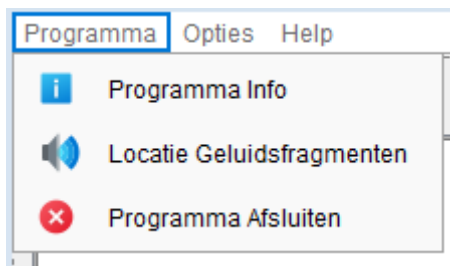 Programma Opties Help
Programma Info
Locatie Geluidsfragmenten
Programma Afsluiten